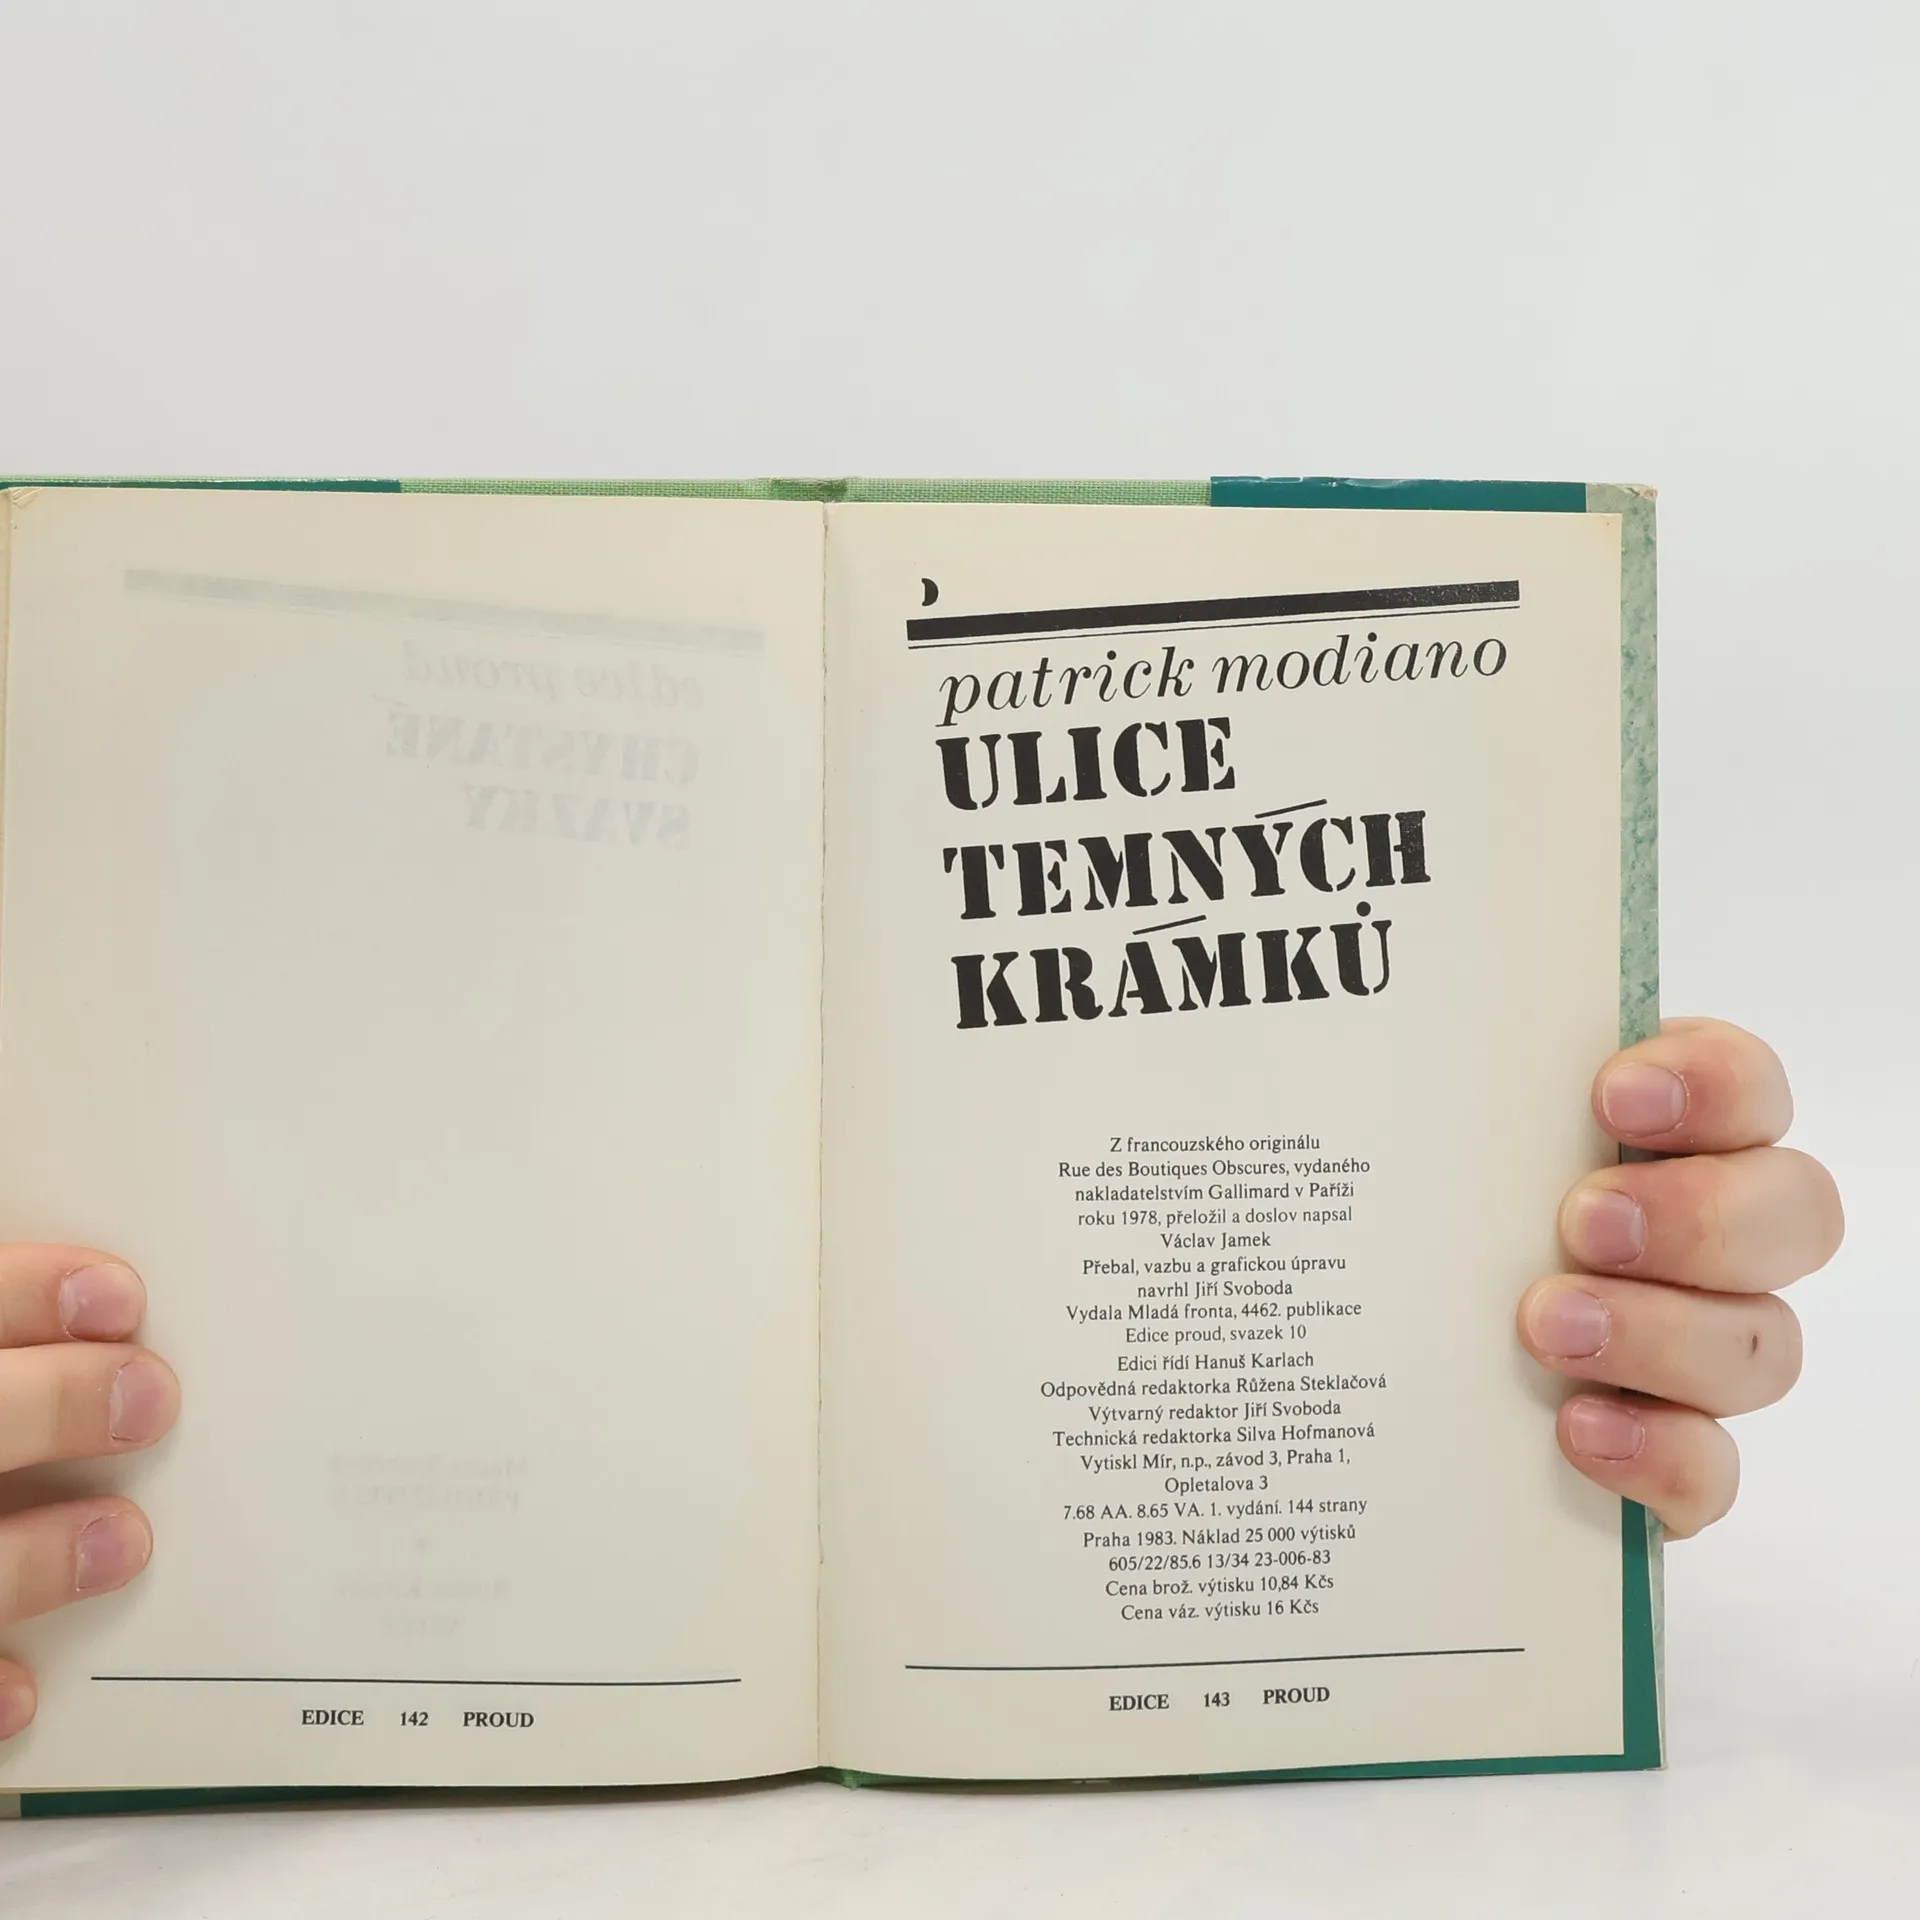 EDICE 142 PROUD
patrick modiano
ULICE
TEMNÝCH
KRÁMKŮ
Z francouzského originálu
Rue des Boutiques Obscures, vydaného
nakladatelstvím Gallimard v Paříži
roku 1978, přeložil a doslov napsal
Václav Jamek
Přebal, vazbu a grafickou úpravu
navrhl Jiří Svoboda
Vydala Mladá fronta, 4462. publikace
Edice proud, svazek 10
Edici řídí Hanuš Karlach
Odpovědná redaktorka Růžena Steklačová
Výtvarný redaktor Jiří Svoboda
Technická redaktorka Silva Hofmanová
Vytiskl Mír, n.p., závod 3, Praha 1,
Opletalova 3
7.68 AA. 8.65 VA. 1. vydání. 144 strany
Praha 1983. Náklad 25 000 výtisků
605/22/85.6 13/34 23-006-83
Cena brož. výtisku 10,84 Kčs
Cena váz. výtisku 16 Kčs
EDICE 143 PROUD